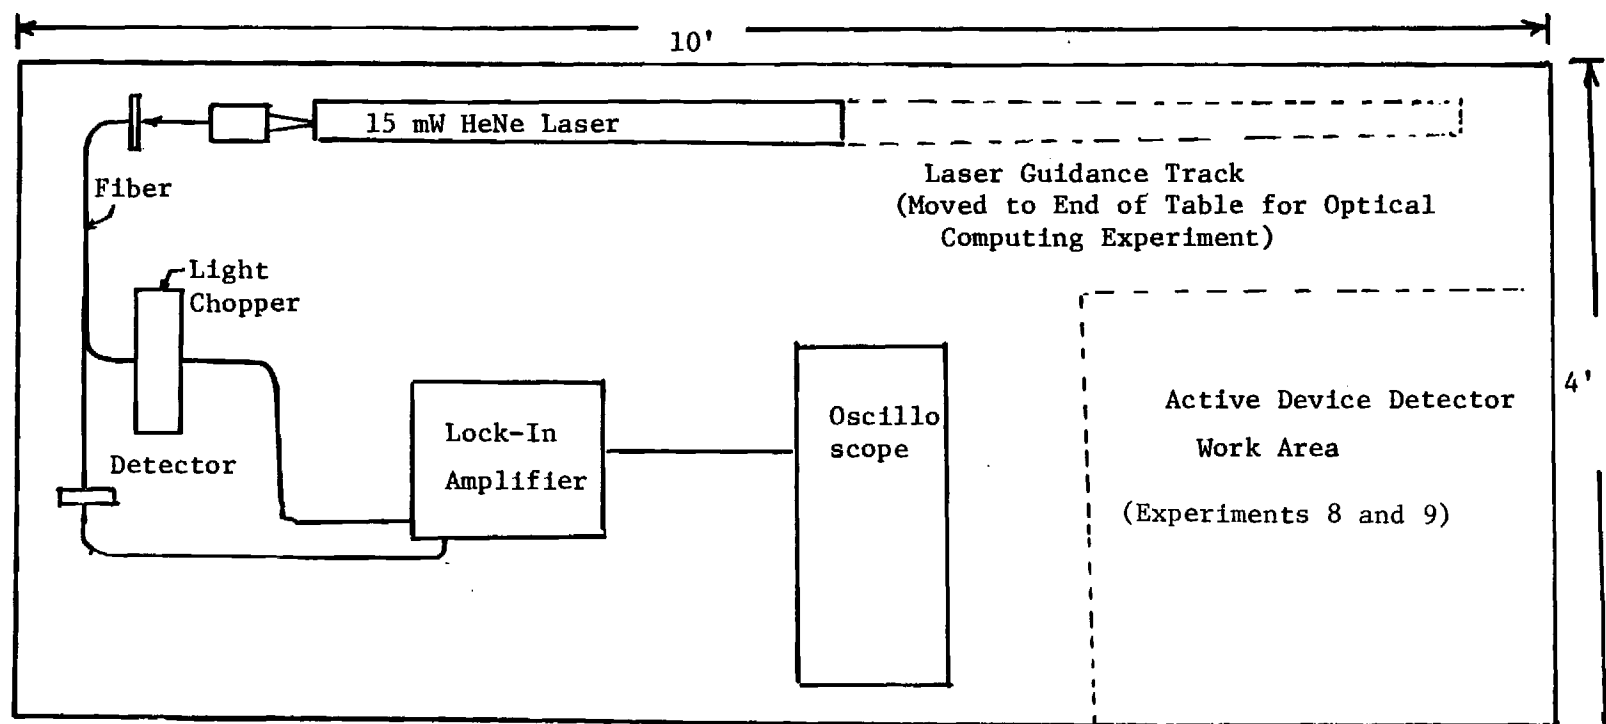 10'
15 mW HeNe Laser
Laser Guidance Track
(Moved to End of Table for Optical
Computing Experiment)
Fiber
Light
Chopper
4'
Active Device Detector
Work Area
(Experiments 8 and 9)
Oscillo
scope
Lock-In
Amplifier
Detector